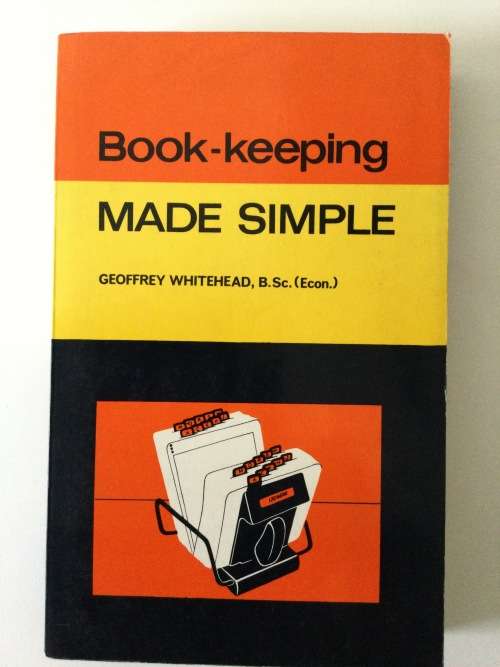 Book-keeping
MADE SIMPLE
GEOFFREY WHITEHEAD, B.Sc. (Econ.)